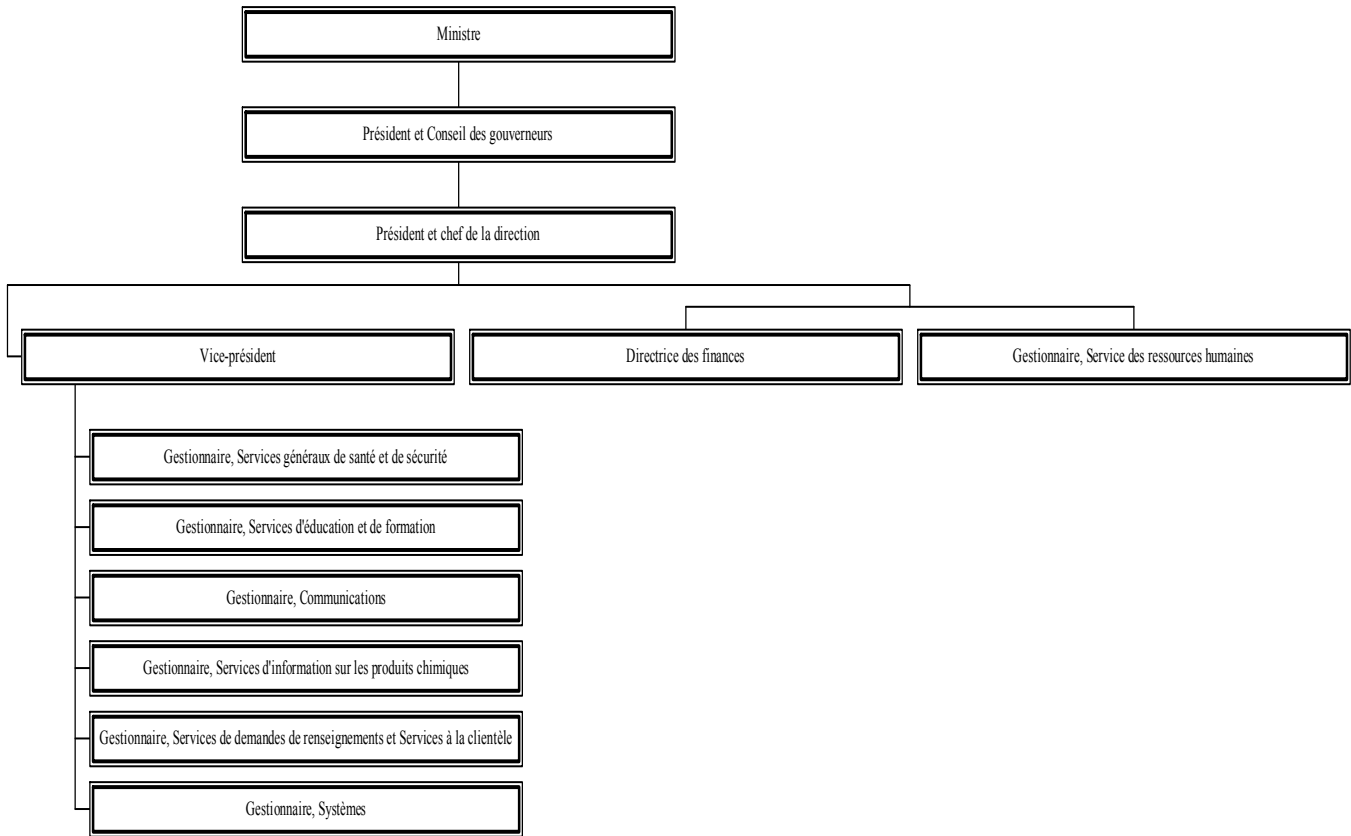 Ministre
Président et Conseil des gouverneurs
Président et chef de la direction
Vice-président
Directrice des finances
Gestionnaire, Service des ressources humaines
Gestionnaire, Services généraux de santé et de sécurité
Gestionnaire, Services d'éducation et de formation
Gestionnaire, Communications
Gestionnaire, Services d'information sur les produits chimiques
Gestionnaire, Services de demandes de renseignements et Services à la clientèle
Gestionnaire, Systèmes